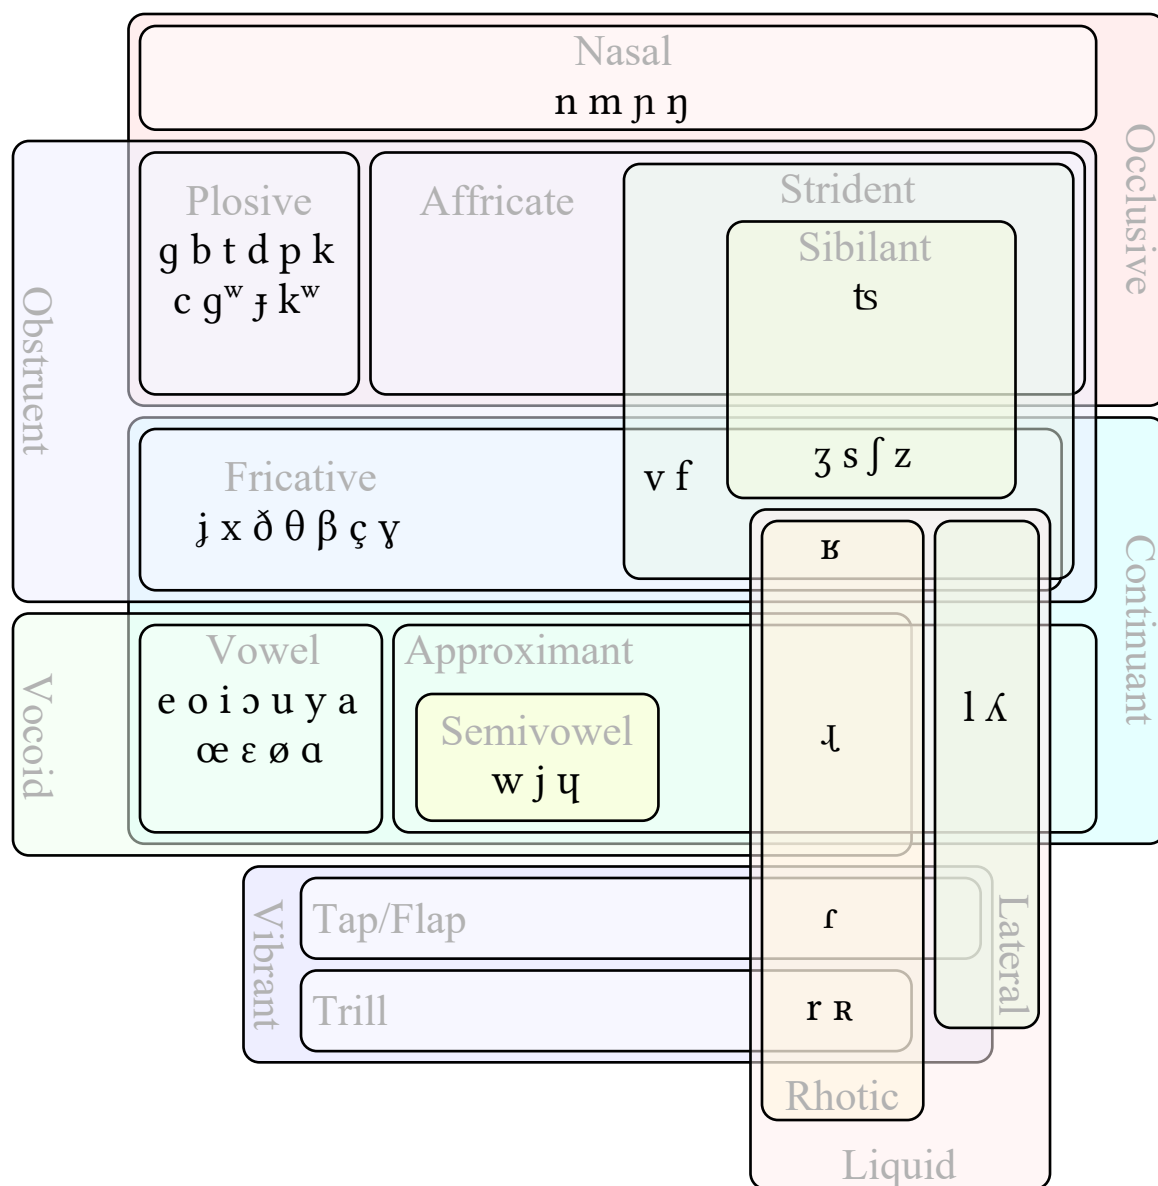 Nasal
n m ɲ ŋ
Occlusive
Obstruent
Plosive
ɡ b t d p k
c ɡʷ ɟ kʷ
Affricate
Strident
Sibilant
ʦ
ʒ s ʃ z
v f
Fricative
ʝ x ð θ β ç ɣ
ʁ
Continuant
Vocoid
Vowel
e o i ɔ u y a
œ ɛ ø ɑ
Approximant
Semivowel
w j ɥ
ɻ
l ʎ
Vibrant
Tap/Flap
ɾ
Trill
r ʀ
Lateral
Rhotic
Liquid